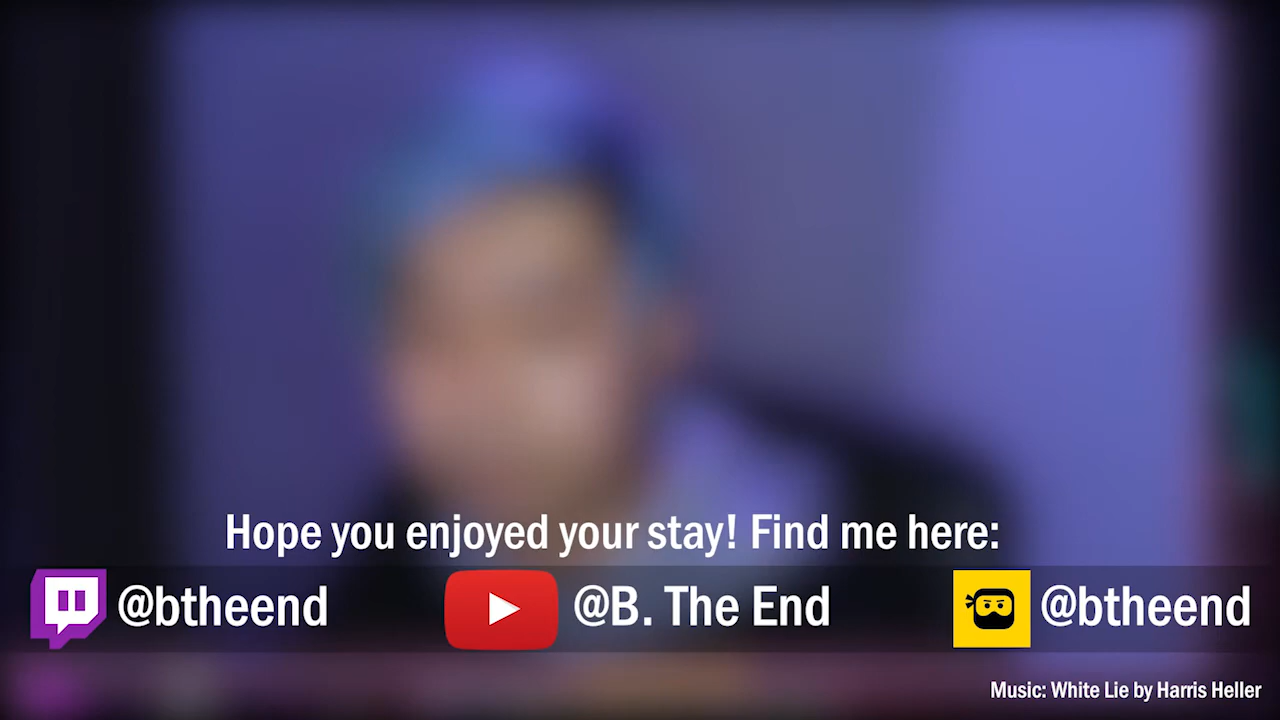 Hope you enjoyed your stay! Find me here:
@btheend @B. The End @btheend
Music: White Lie by Harris Heller